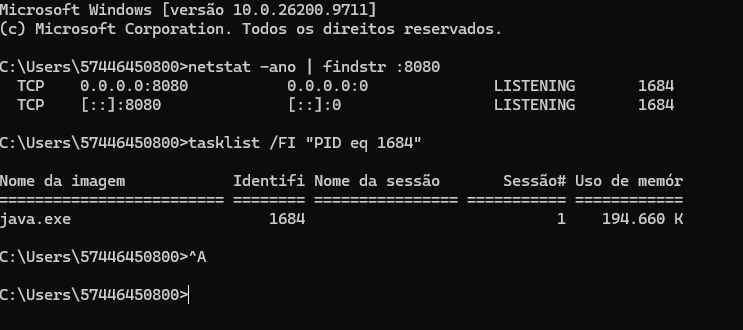 Microsoft Windows [versão 10.0.26200.9711]
(c) Microsoft Corporation. Todos os direitos reservados.
C:\Users\57446450800>netstat -ano | findstr :8080
  TCP    0.0.0.0:8080           0.0.0.0:0              LISTENING       1684
  TCP    [::]:8080              [::]:0                 LISTENING       1684
C:\Users\57446450800>tasklist /FI "PID eq 1684"
Nome da imagem            Identifi Nome da sessão       Sessão# Uso de memór
========================= ======== ================ =========== ============
java.exe                      1684                            1    194.660 K
C:\Users\57446450800>^A
C:\Users\57446450800>